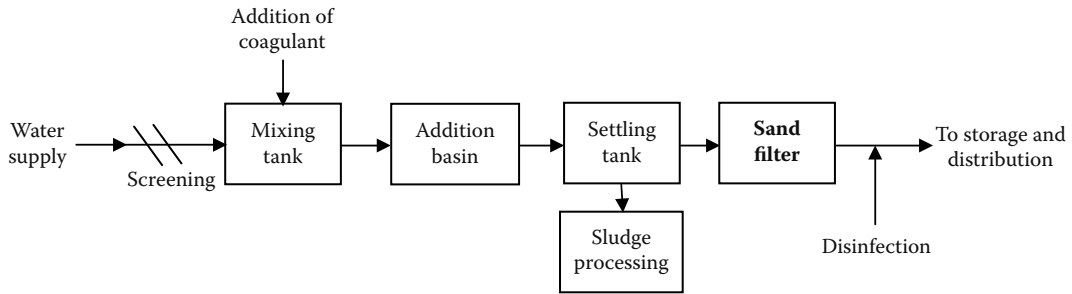 Addition of
coagulant
Water
supply
Screening
Mixing
tank
Addition
basin
Settling
tank
Sand
filter
To storage and
distribution
Sludge
processing
Disinfection